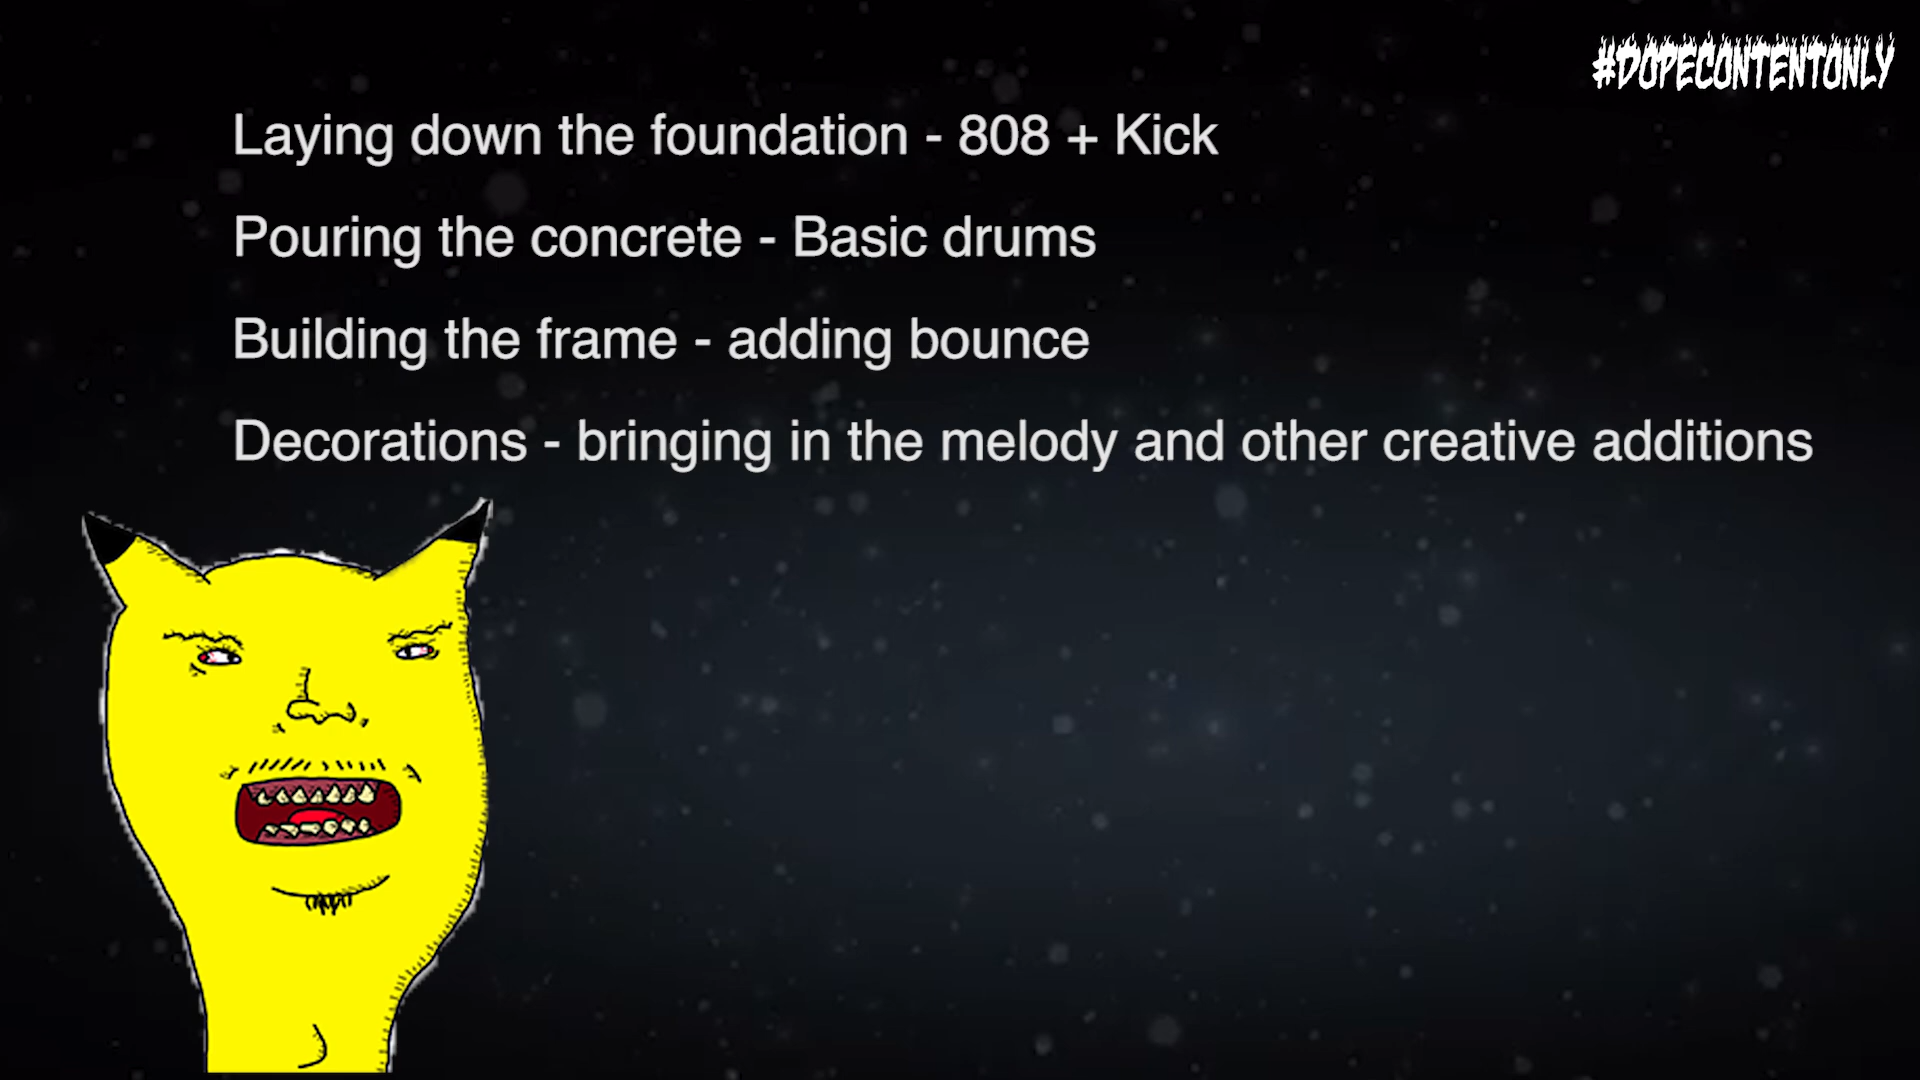 #DOPECONTENTONLY
Laying down the foundation - 808 + Kick
Pouring the concrete - Basic drums
Building the frame - adding bounce
Decorations - bringing in the melody and other creative additions